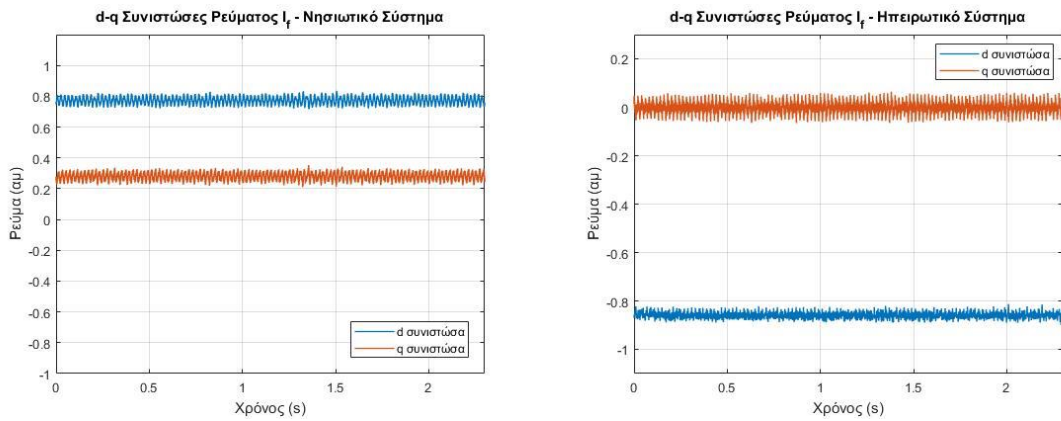 d-q Συνιστώσες Ρεύματος I_f - Νησιωτικό Σύστημα
1
0.8
0.6
0.4
0.2
0
-0.2
-0.4
-0.6
-0.8
-1
Ρεύμα (αμ)
d συνιστώσα
q συνιστώσα
0 0.5 1 1.5 2
Χρόνος (s)
d-q Συνιστώσες Ρεύματος I_f - Ηπειρωτικό Σύστημα
0.2
0
-0.2
-0.4
-0.6
-0.8
-1
Ρεύμα (αμ)
d συνιστώσα
q συνιστώσα
0 0.5 1 1.5 2
Χρόνος (s)